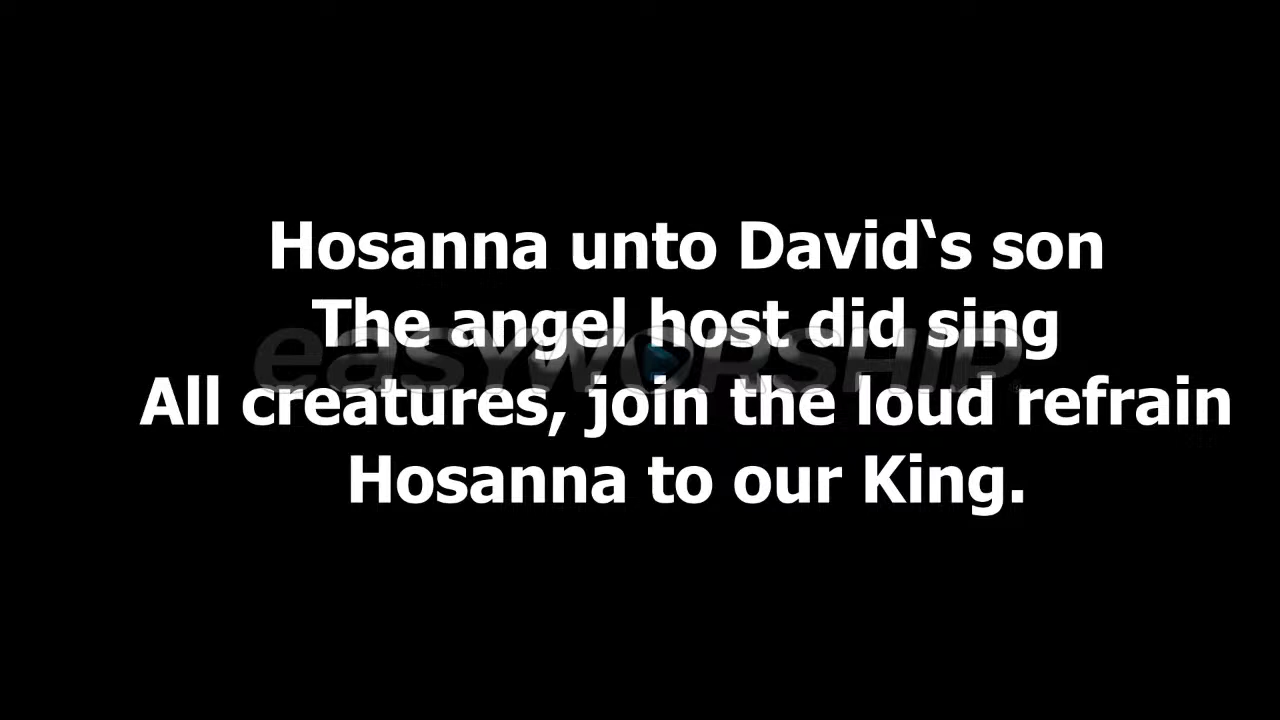 Hosanna unto David‘s son
The angel host did sing
easyworship
All creatures, join the loud refrain
Hosanna to our King.